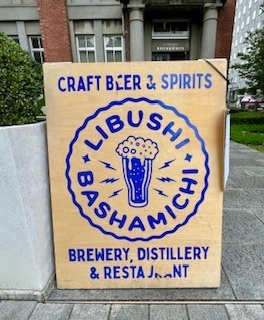 CRAFT BEER & SPIRITS
LIBUSHI
BASHAMICHI
BREWERY, DISTILLERY
& RESTAURANT